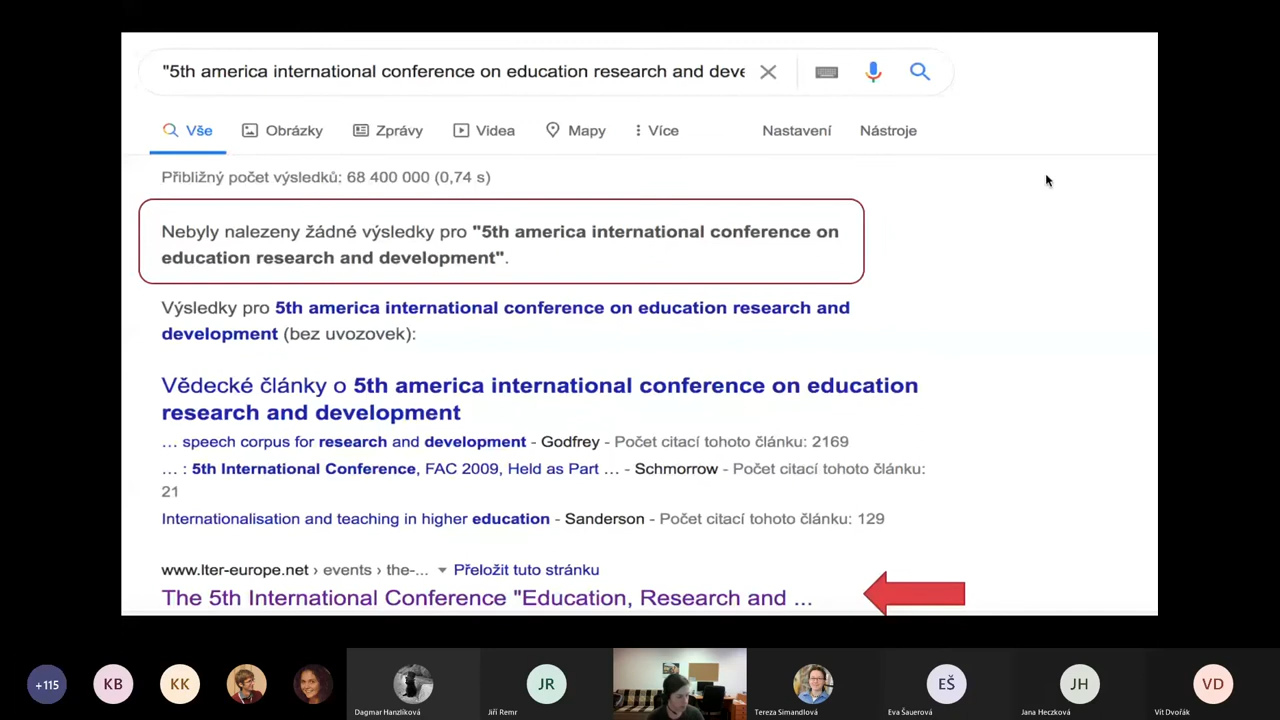 "5th america international conference on education research and deve
Vše Obrázky Zprávy Videa Mapy Více Nastavení Nástroje
Přibližný počet výsledků: 68 400 000 (0,74 s)
Nebyly nalezeny žádné výsledky pro "5th america international conference on
education research and development".
Výsledky pro 5th america international conference on education research and
development (bez uvozovek):
Vědecké články o 5th america international conference on education
research and development
… speech corpus for research and development - Godfrey - Počet citací tohoto článku: 2169
… : 5th International Conference, FAC 2009, Held as Part … - Schmorrow - Počet citací tohoto článku:
21
Internationalisation and teaching in higher education - Sanderson - Počet citací tohoto článku: 129
www.lter-europe.net › events › the-... Přeložit tuto stránku
The 5th International Conference "Education, Research and ...
+115 KB KK JR EŠ JH VD
Dagmar Hanzlíková Jiří Remr Tereza Simandlová Eva Šauerová Jana Heczková Vít Dvořák